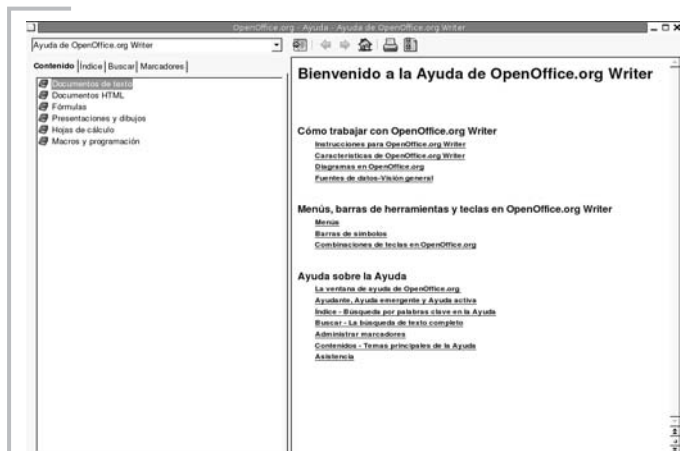 OpenOffice.org - Ayuda - Ayuda de OpenOffice.org Writer
Ayuda de OpenOffice.org Writer
Contenido Índice Buscar Marcadores
Documentos de texto
Documentos HTML
Fórmulas
Presentaciones y dibujos
Hojas de cálculo
Macros y programación
Bienvenido a la Ayuda de OpenOffice.org Writer
Cómo trabajar con OpenOffice.org Writer
Instrucciones para OpenOffice.org Writer
Características de OpenOffice.org Writer
Diagramas en OpenOffice.org
Fuentes de datos-Visión general
Menús, barras de herramientas y teclas en OpenOffice.org Writer
Menús
Barras de símbolos
Combinaciones de teclas en OpenOffice.org
Ayuda sobre la Ayuda
La ventana de ayuda de OpenOffice.org
Ayudante, Ayuda emergente y Ayuda activa
Índice - Búsqueda por palabras clave en la Ayuda
Buscar - La búsqueda de texto completo
Administrar marcadores
Contenidos - Temas principales de la Ayuda
Asistencia